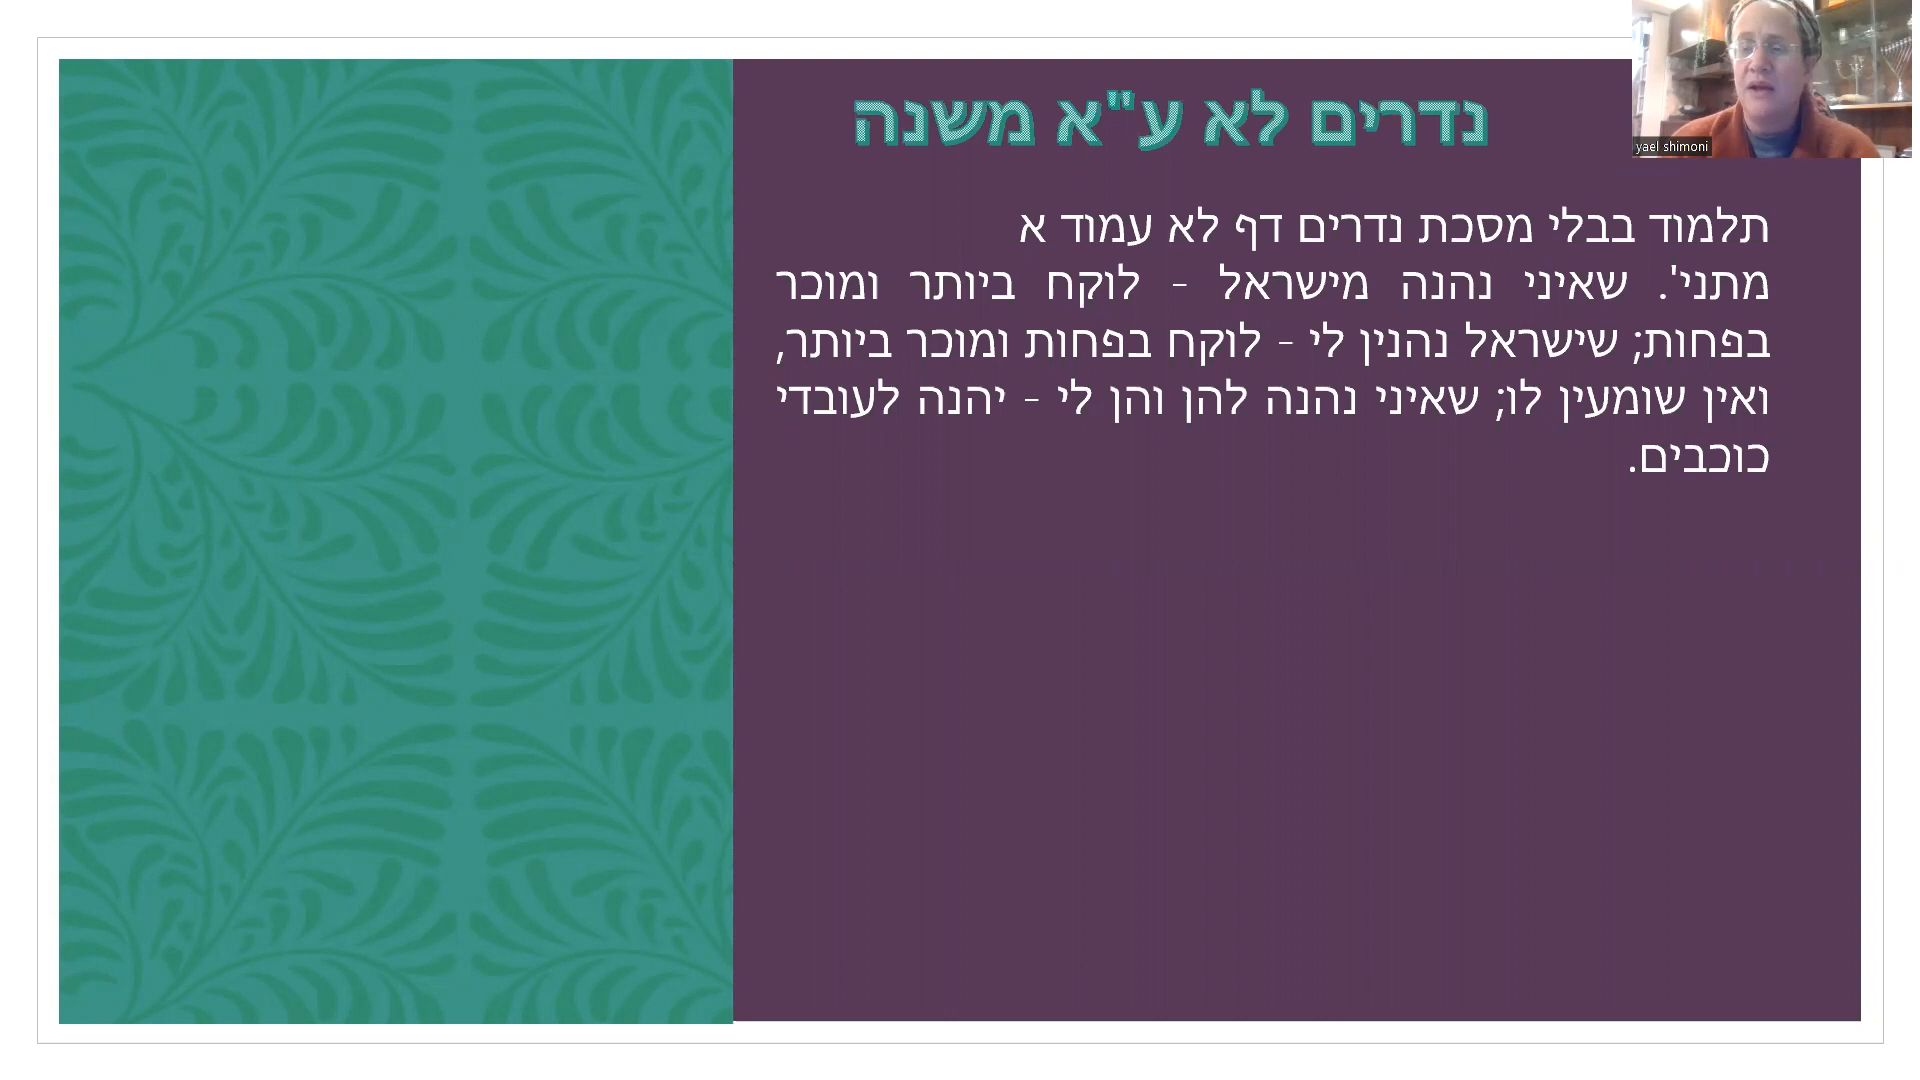 נדרים לא ע"א משנה
yael shimoni
תלמוד בבלי מסכת נדרים דף לא עמוד א
מתני'. שאיני נהנה מישראל - לוקח ביותר ומוכר
בפחות; שישראל נהנין לי - לוקח בפחות ומוכר ביותר,
ואין שומעין לו; שאיני נהנה להן והן לי - יהנה לעובדי
כוכבים.